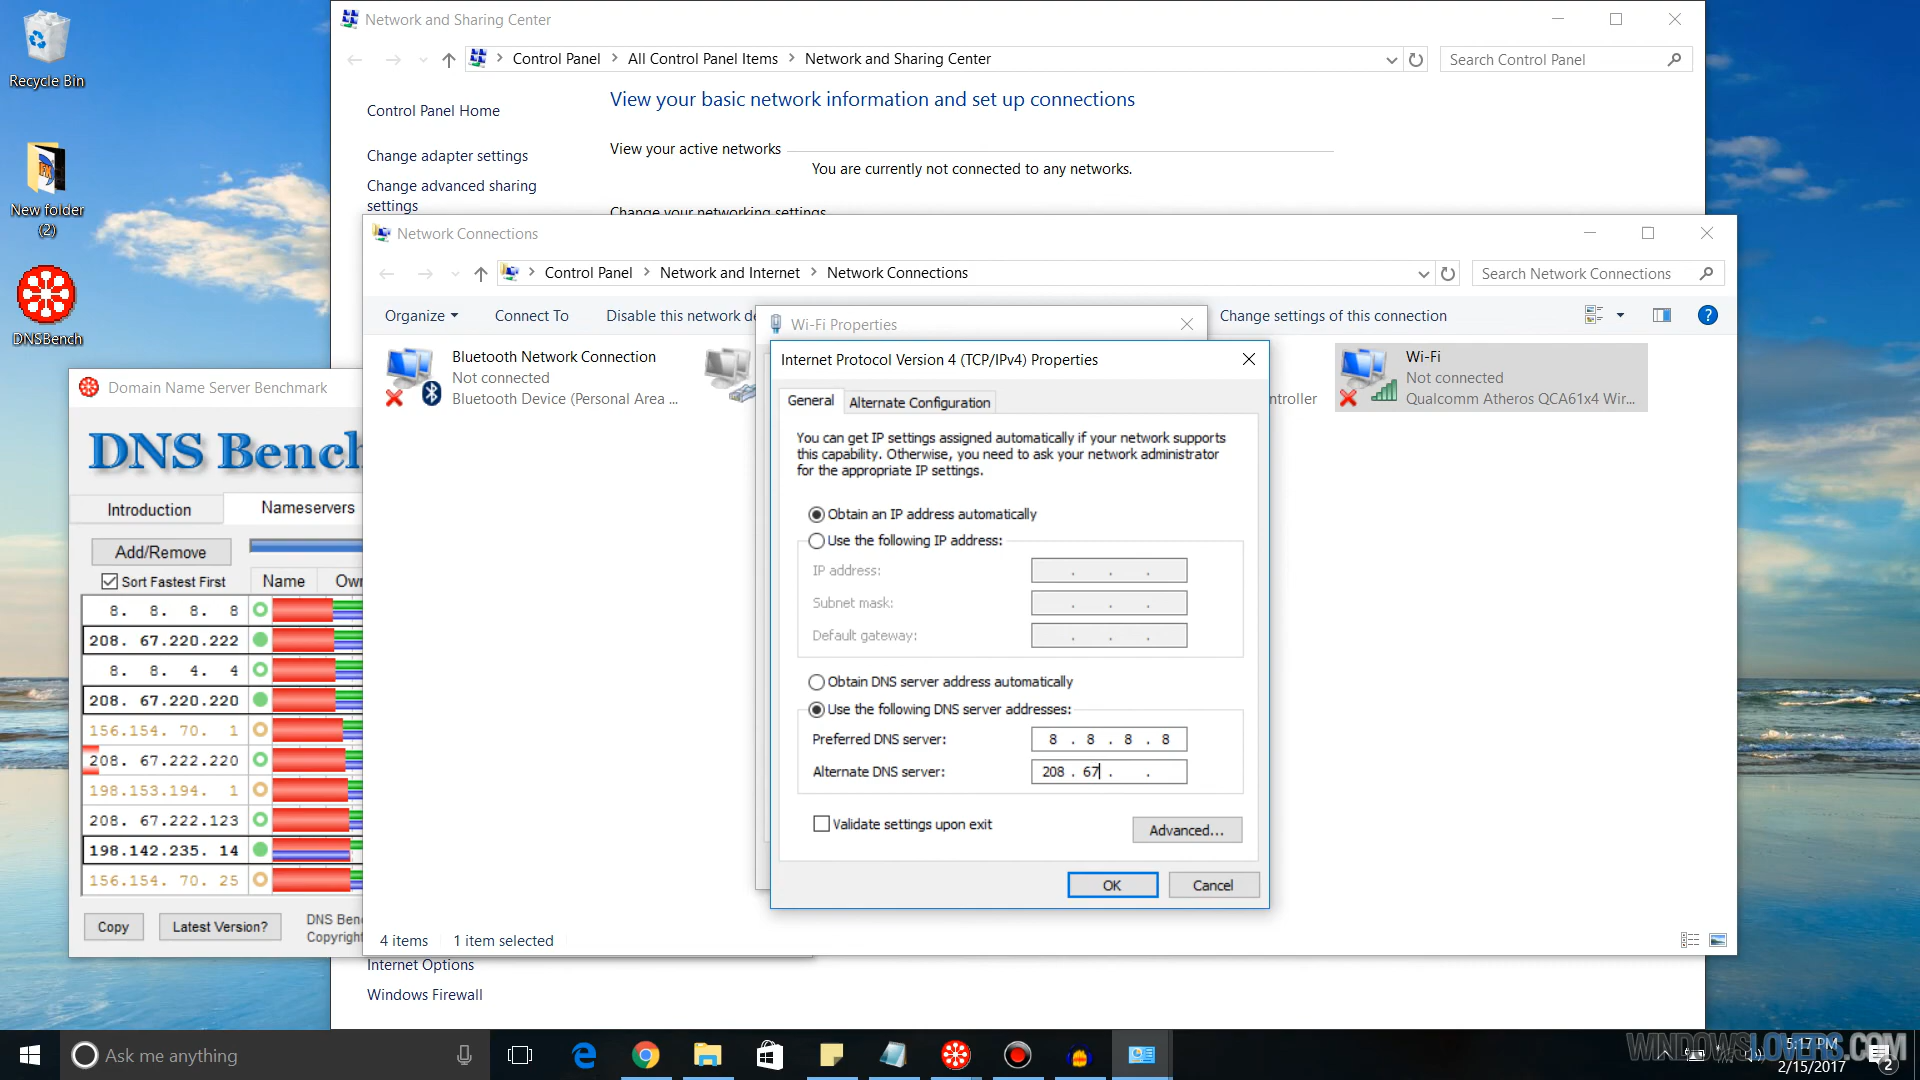 Recycle Bin
New folder
(2)
DNSBench
Network and Sharing Center
Control Panel
All Control Panel Items
Network and Sharing Center
Search Control Panel
Control Panel Home
Change adapter settings
Change advanced sharing
settings
View your basic network information and set up connections
View your active networks
You are currently not connected to any networks.
Change your networking settings
Internet Options
Windows Firewall
Network Connections
Control Panel
Network and Internet
Network Connections
Search Network Connections
Organize
Connect To
Disable this network de
Change settings of this connection
Bluetooth Network Connection
Not connected
Bluetooth Device (Personal Area ...
ntroller
Wi-Fi
Not connected
Qualcomm Atheros QCA61x4 Wir...
4 items
1 item selected
Domain Name Server Benchmark
DNS Bench
Introduction
Nameservers
Add/Remove
Sort Fastest First
Name
Own
8. 8. 8. 8
208. 67.220.222
8. 8. 4. 4
208. 67.220.220
156.154. 70. 1
208. 67.222.220
198.153.194. 1
208. 67.222.123
198.142.235. 14
156.154. 70. 25
Copy
Latest Version?
DNS Ben
Copyright
Wi-Fi Properties
Internet Protocol Version 4 (TCP/IPv4) Properties
General
Alternate Configuration
You can get IP settings assigned automatically if your network supports
this capability. Otherwise, you need to ask your network administrator
for the appropriate IP settings.
Obtain an IP address automatically
Use the following IP address:
IP address:
. . .
Subnet mask:
. . .
Default gateway:
. . .
Obtain DNS server address automatically
Use the following DNS server addresses:
Preferred DNS server:
8 . 8 . 8 . 8
Alternate DNS server:
208 . 67 . .
Validate settings upon exit
Advanced...
OK
Cancel
Ask me anything
WINDOWSLOVERS.COM
5:17 PM
2/15/2017
2